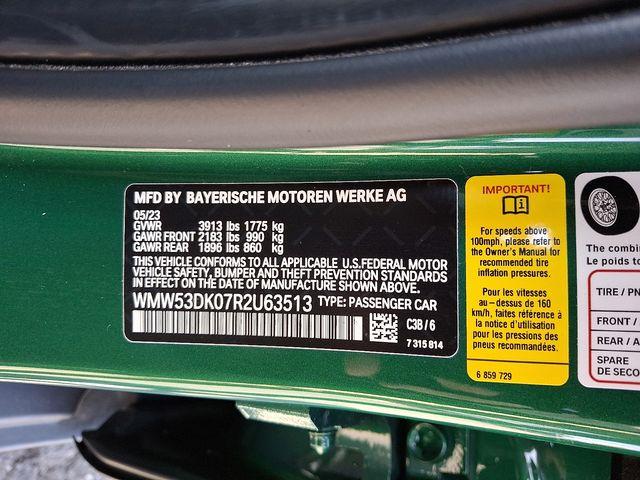 MFD BY BAYERISCHE MOTOREN WERKE AG
05/23
GVWR 3913 lbs 1775 kg
GAWR FRONT 2183 lbs 990 kg
GAWR REAR 1896 lbs 860 kg
THIS VEHICLE CONFORMS TO ALL APPLICABLE U.S.FEDERAL MOTOR
VEHICLE SAFETY, BUMPER AND THEFT PREVENTION STANDARDS
IN EFFECT ON THE DATE OF MANUFACTURE SHOWN ABOVE.
WMW53DK07R2U63513 TYPE: PASSENGER CAR
C3B / 6
7 315 814
IMPORTANT!
For speeds above
100mph, please refer to
the Owner's Manual for
recommended tire
inflation pressures.
Pour les vitesses
au-dessus de 160
km/h, faites référence à
la notice d'utilisation
pour les pressions des
pneus recommandées.
6 859 729
The combi
Le poids to
TIRE / PN
FRONT /
REAR / A
SPARE
DE SECO